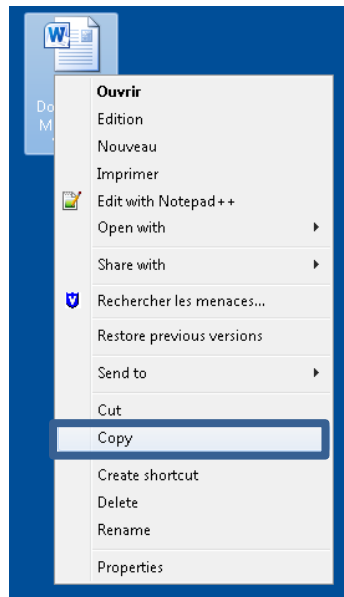 W
Do
M
Ouvrir
Edition
Nouveau
Imprimer
Edit with Notepad++
Open with
Share with
Rechercher les menaces...
Restore previous versions
Send to
Cut
Copy
Create shortcut
Delete
Rename
Properties